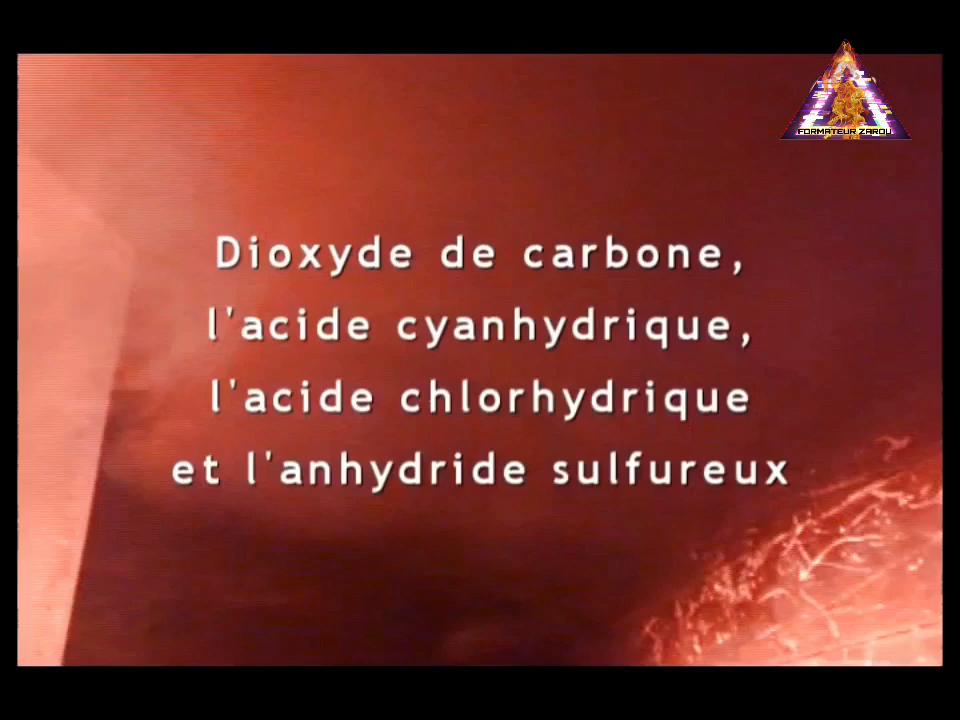 FORMATEUR ZAROU
Dioxyde de carbone,
l'acide cyanhydrique,
l'acide chlorhydrique
et l'anhydride sulfureux